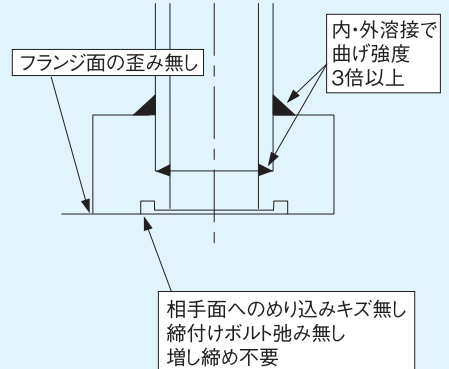 内・外溶接で
曲げ強度
3倍以上
フランジ面の歪み無し
相手面へのめり込みキズ無し
締付けボルト弛み無し
増し締め不要